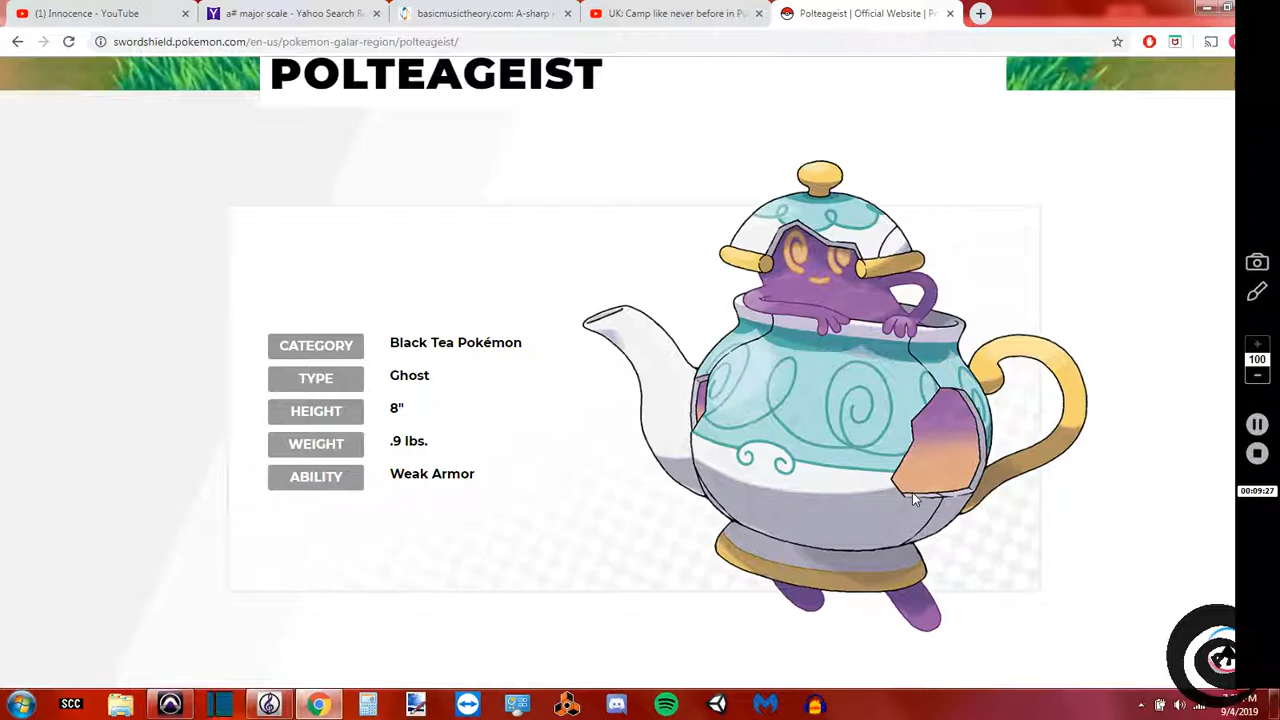 (1) Innocence - YouTube
a# major scale - Yahoo Search R
basicmusictheory.com: A-sharp
UK: Camp like never before in P
Polteageist | Official Website | Po
swordshield.pokemon.com/en-us/pokemon-galar-region/polteageist/
POLTEAGEIST
CATEGORY Black Tea Pokémon
TYPE Ghost
HEIGHT 8"
WEIGHT .9 lbs.
ABILITY Weak Armor
100
00:09:27
SCC
9/4/2019